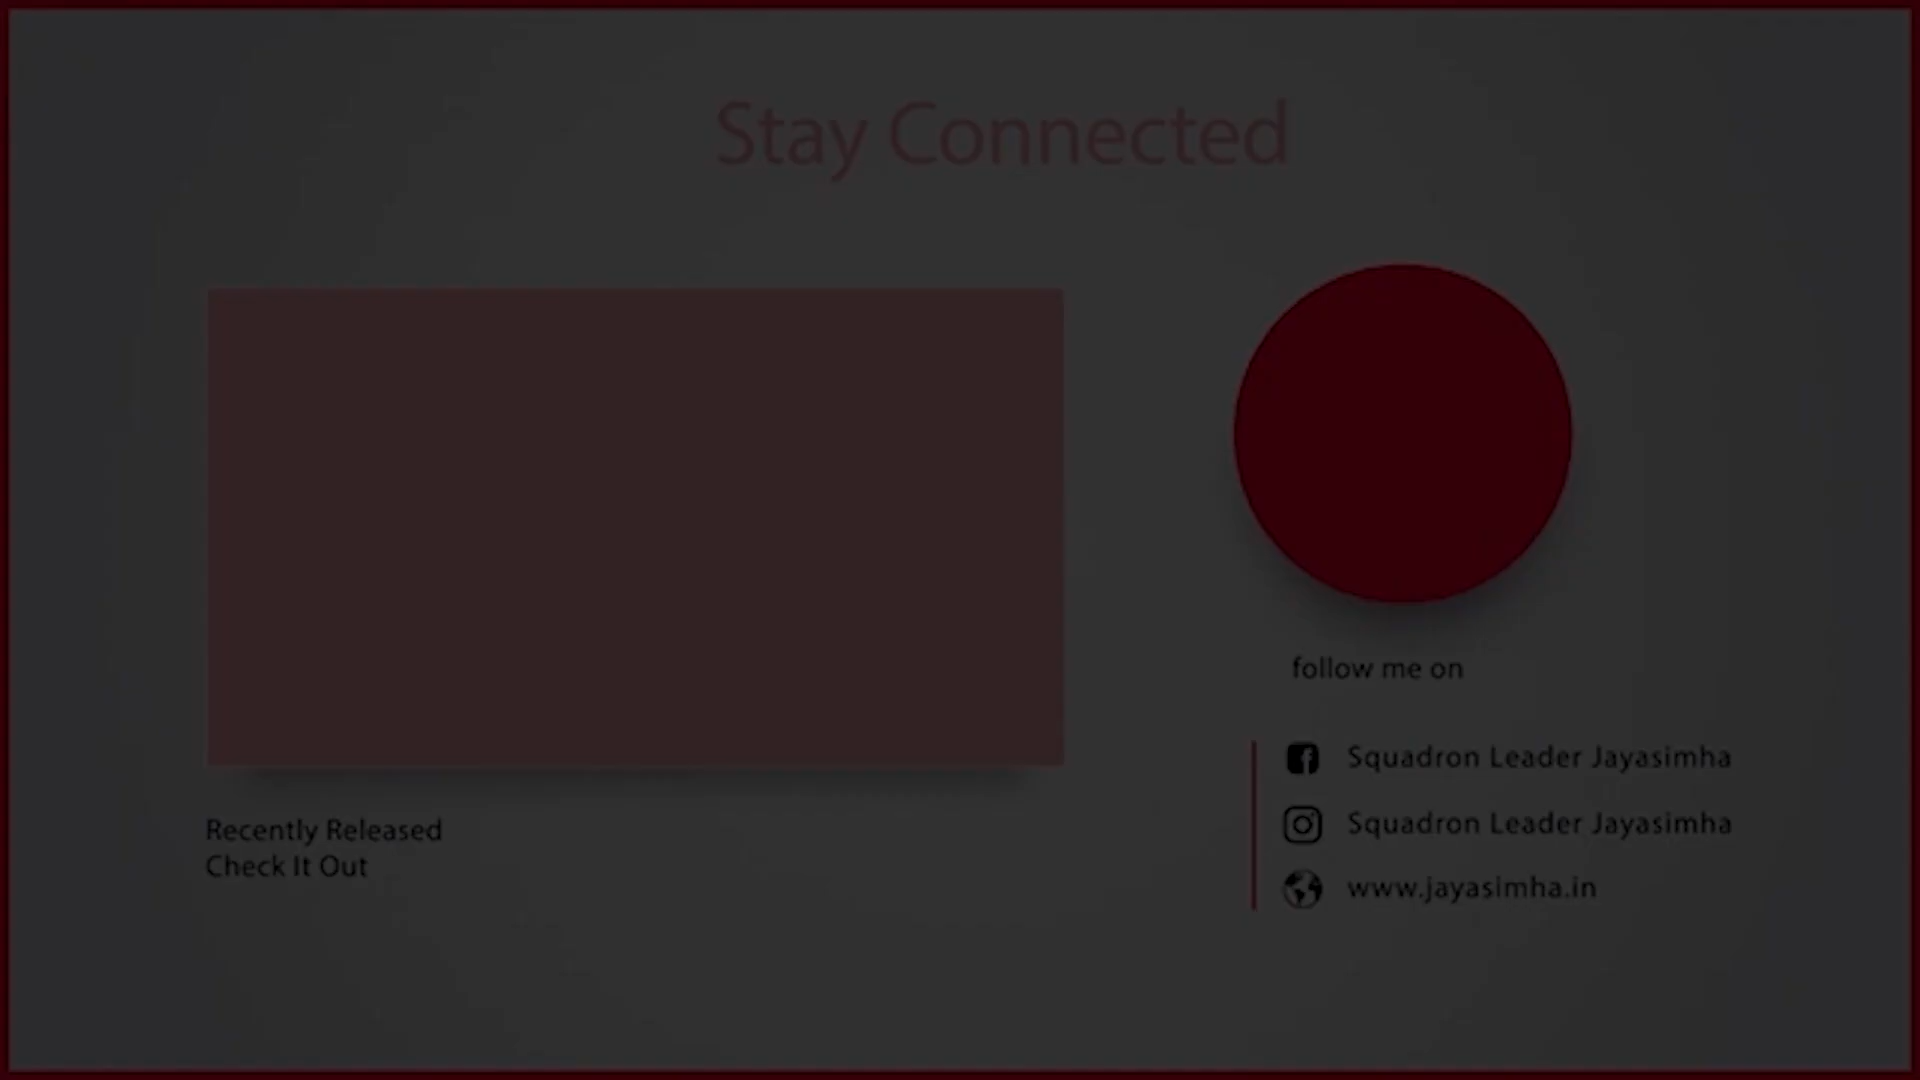 Stay Connected
Recently Released
Check It Out
follow me on
Squadron Leader Jayasimha
Squadron Leader Jayasimha
www.jayasimha.in